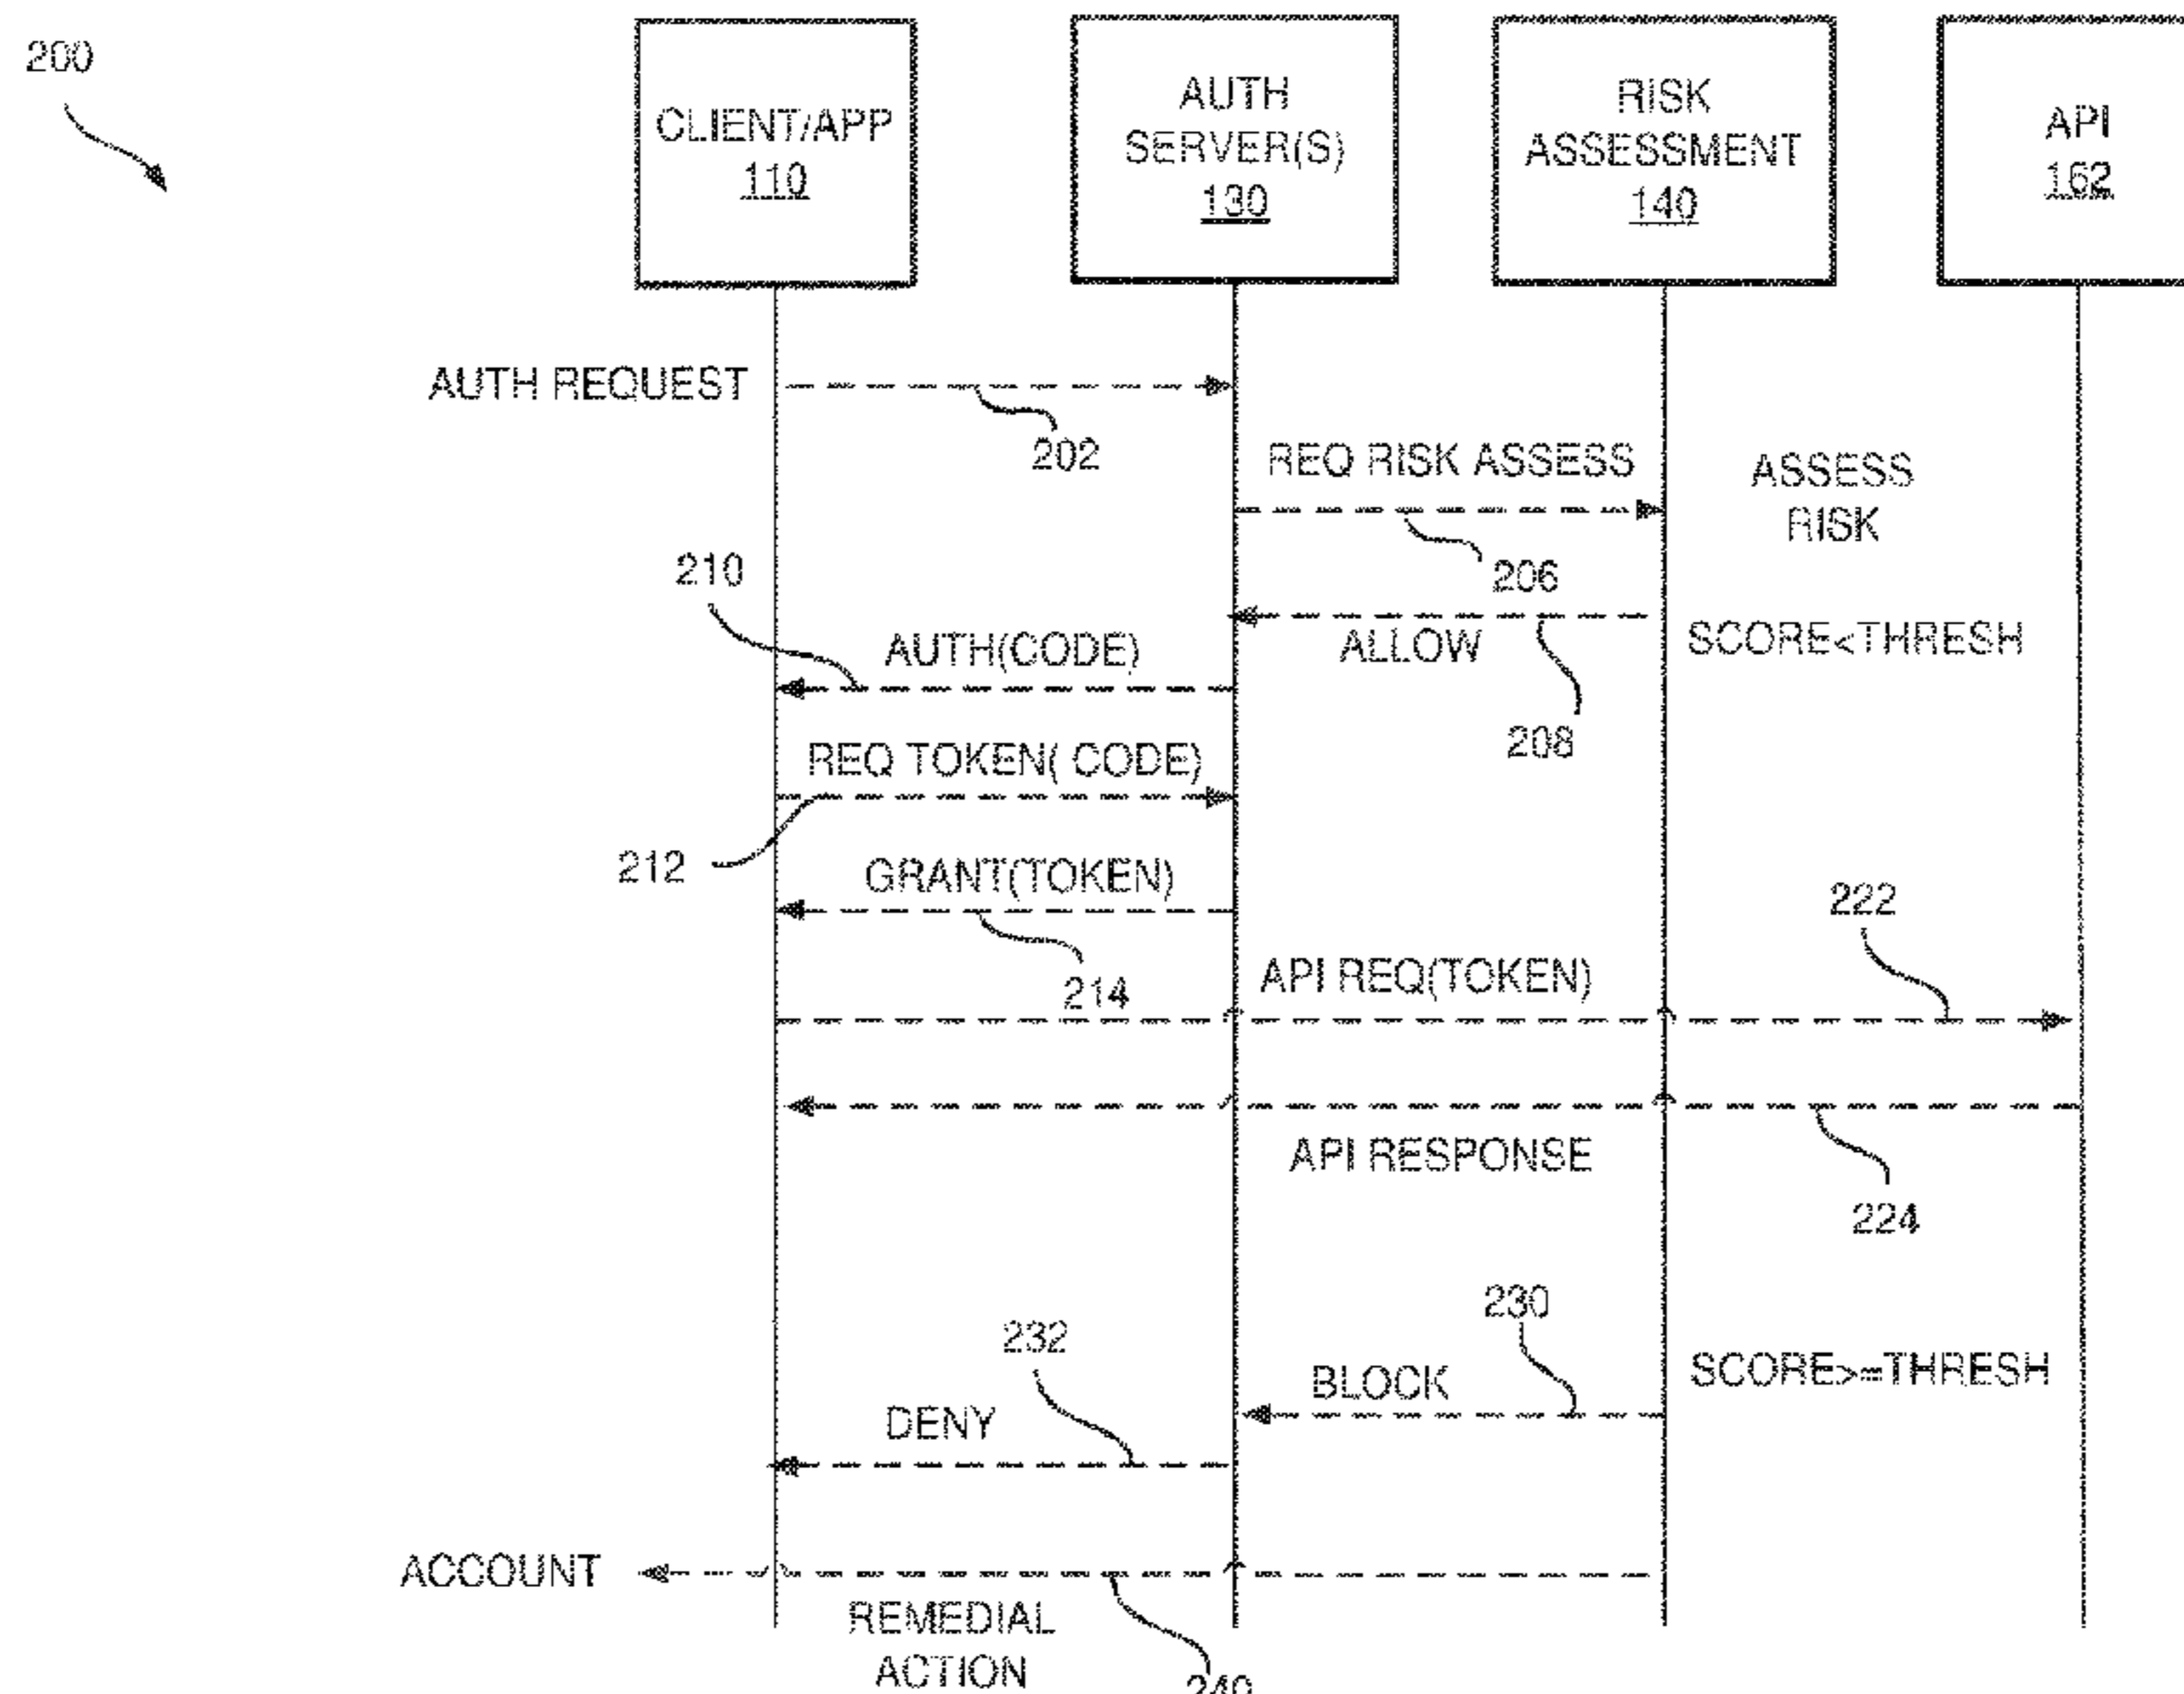 200
CLIENT/APP
110
AUTH
SERVER(S)
130
RISK
ASSESSMENT
140
API
162
AUTH REQUEST
202
REQ RISK ASSESS
ASSESS
RISK
206
210
AUTH(CODE)
ALLOW
SCORE<THRESH
208
REQ TOKEN( CODE)
212
GRANT(TOKEN)
214
222
API REQ(TOKEN)
API RESPONSE
224
230
232
BLOCK
SCORE>=THRESH
DENY
ACCOUNT
REMEDIAL
ACTION
240